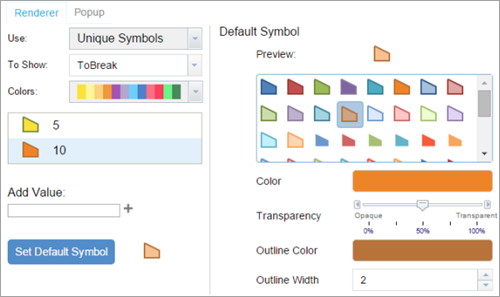 Renderer Popup
Use: Unique Symbols
To Show: ToBreak
Colors:
5
10
Add Value:
Set Default Symbol
Default Symbol
Preview:
Color
Transparency
Opaque Transparent
0% 50% 100%
Outline Color
Outline Width 2